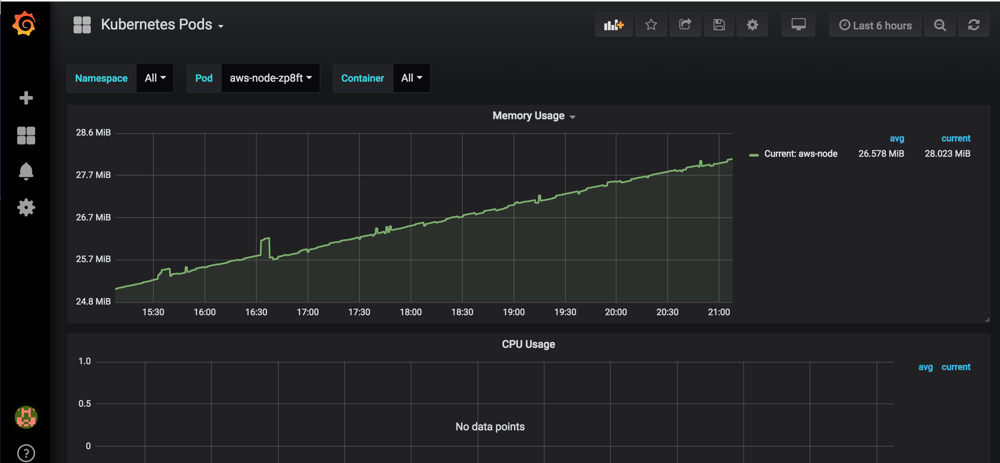 Kubernetes Pods
Last 6 hours
Namespace All Pod aws-node-zp8ft Container All
Memory Usage
28.6 MiB
27.7 MiB
26.7 MiB
25.7 MiB
24.8 MiB
15:30 16:00 16:30 17:00 17:30 18:00 18:30 19:00 19:30 20:00 20:30 21:00
avg current
Current: aws-node 26.578 MiB 28.023 MiB
CPU Usage
1.0
0.5
0
No data points
avg current
?